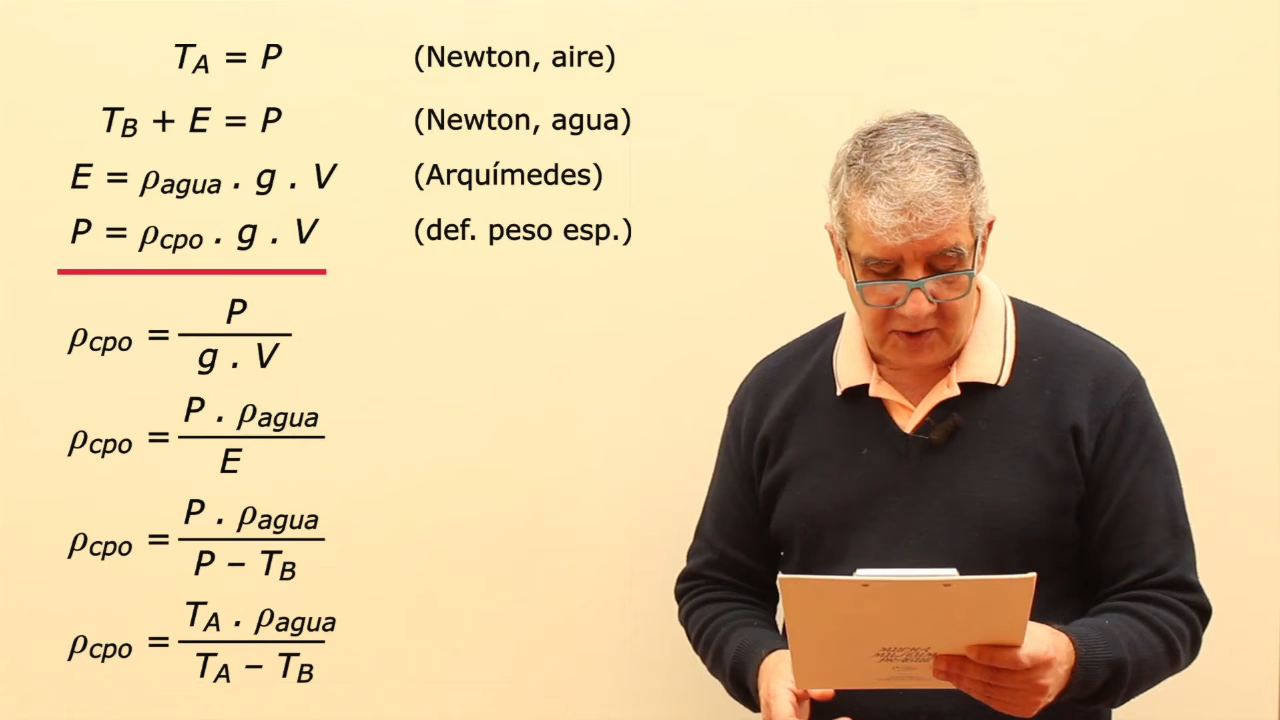 T_A = P (Newton, aire)
T_B + E = P (Newton, agua)
E = ρ_agua . g . V (Arquímedes)
P = ρ_cpo . g . V (def. peso esp.)
ρ_cpo = P / g . V
ρ_cpo = P . ρ_agua / E
ρ_cpo = P . ρ_agua / P – T_B
ρ_cpo = T_A . ρ_agua / T_A – T_B